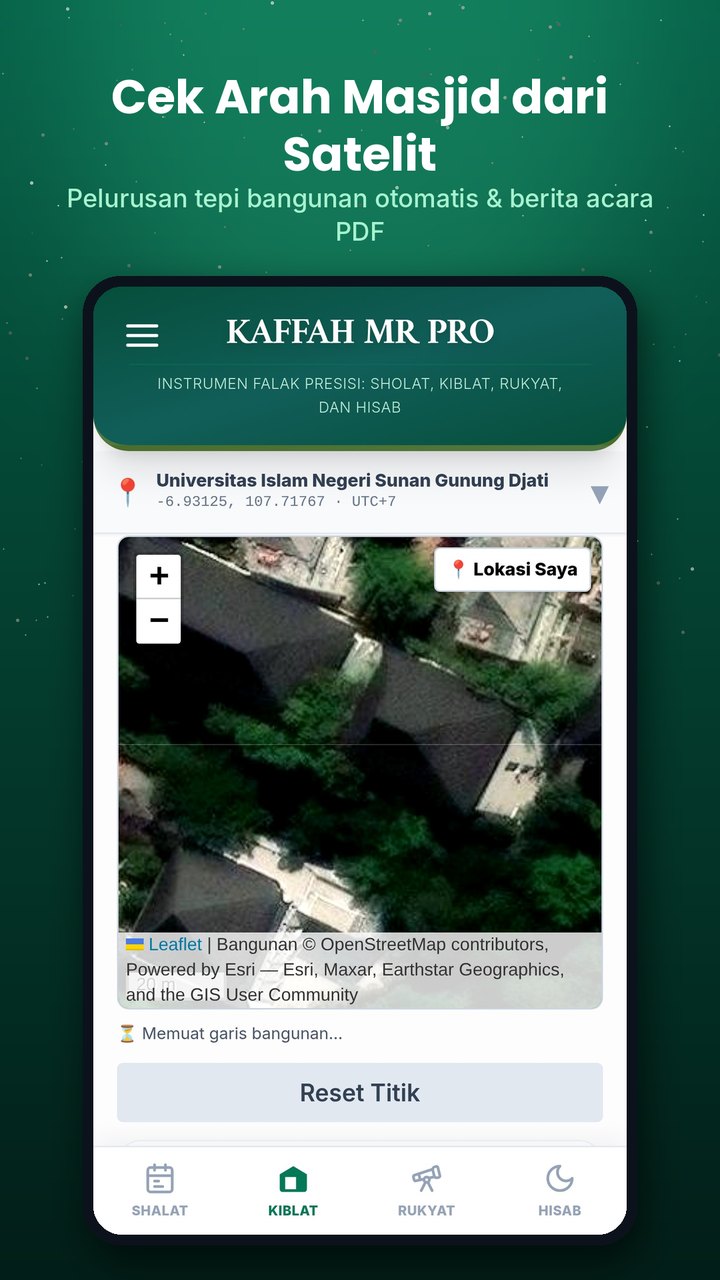 Cek Arah Masjid dari
Satelit
Pelurusan tepi bangunan otomatis & berita acara
PDF
KAFFAH MR PRO
INSTRUMEN FALAK PRESISI: SHOLAT, KIBLAT, RUKYAT,
DAN HISAB
Universitas Islam Negeri Sunan Gunung Djati
-6.93125, 107.71767 · UTC+7
▼
+
Lokasi Saya
−
Leaflet | Bangunan © OpenStreetMap contributors,
Powered by Esri — Esri, Maxar, Earthstar Geographics,
20 m
and the GIS User Community
Memuat garis bangunan...
Reset Titik
SHALAT
KIBLAT
RUKYAT
HISAB